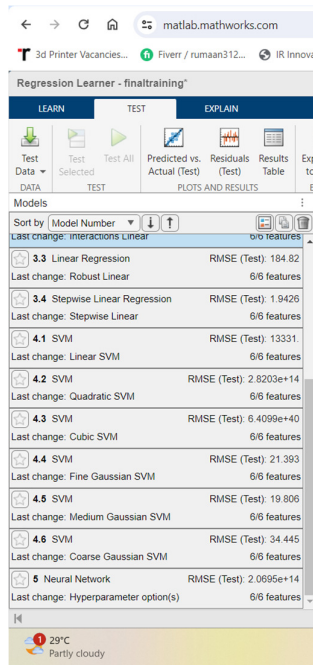 matlab.mathworks.com
3d Printer Vacancies...
Fiverr / rumaan312...
IR Innova
Regression Learner - finaltraining*
LEARN TEST EXPLAIN
Test Data Test Selected Test All Predicted vs. Actual (Test) Residuals (Test) Results Table
DATA TEST PLOTS AND RESULTS
Models
Sort by Model Number
Last change: Interactions Linear 6/6 features
3.3 Linear Regression RMSE (Test): 184.82
Last change: Robust Linear 6/6 features
3.4 Stepwise Linear Regression RMSE (Test): 1.9426
Last change: Stepwise Linear 6/6 features
4.1 SVM RMSE (Test): 13331.
Last change: Linear SVM 6/6 features
4.2 SVM RMSE (Test): 2.8203e+14
Last change: Quadratic SVM 6/6 features
4.3 SVM RMSE (Test): 6.4099e+40
Last change: Cubic SVM 6/6 features
4.4 SVM RMSE (Test): 21.393
Last change: Fine Gaussian SVM 6/6 features
4.5 SVM RMSE (Test): 19.806
Last change: Medium Gaussian SVM 6/6 features
4.6 SVM RMSE (Test): 34.445
Last change: Coarse Gaussian SVM 6/6 features
5 Neural Network RMSE (Test): 2.0695e+14
Last change: Hyperparameter option(s) 6/6 features
1
29°C
Partly cloudy